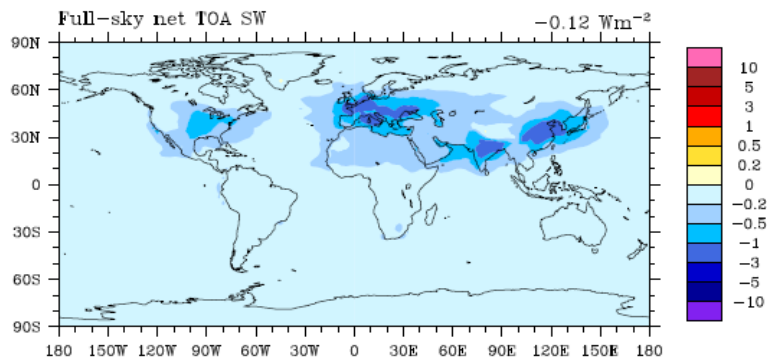 Full-sky net TOA SW
-0.12 Wm⁻²
90N
60N
30N
0
30S
60S
90S
180 150W 120W 90W 60W 30W 0 30E 60E 90E 120E 150E 180
10
5
3
1
0.5
0.2
0
-0.2
-0.5
-1
-3
-5
-10